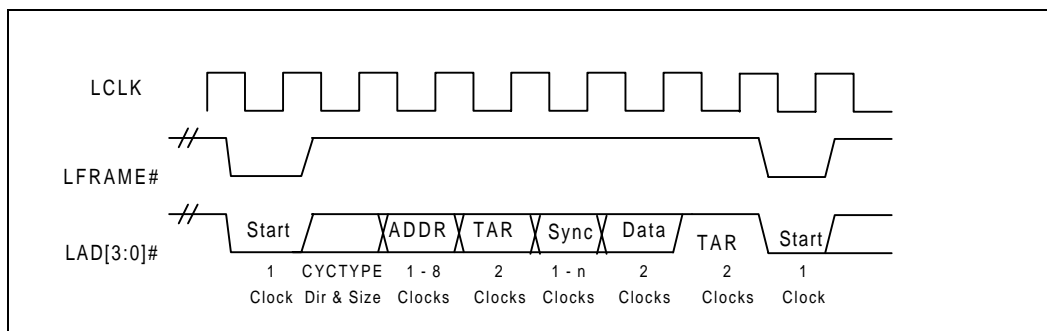 LCLK
LFRAME#
LAD[3:0]#
Start ADDR TAR Sync Data TAR Start
1 CYCTYPE 1 - 8 2 1 - n 2 2 1
Clock Dir & Size Clocks Clocks Clocks Clocks Clocks Clock